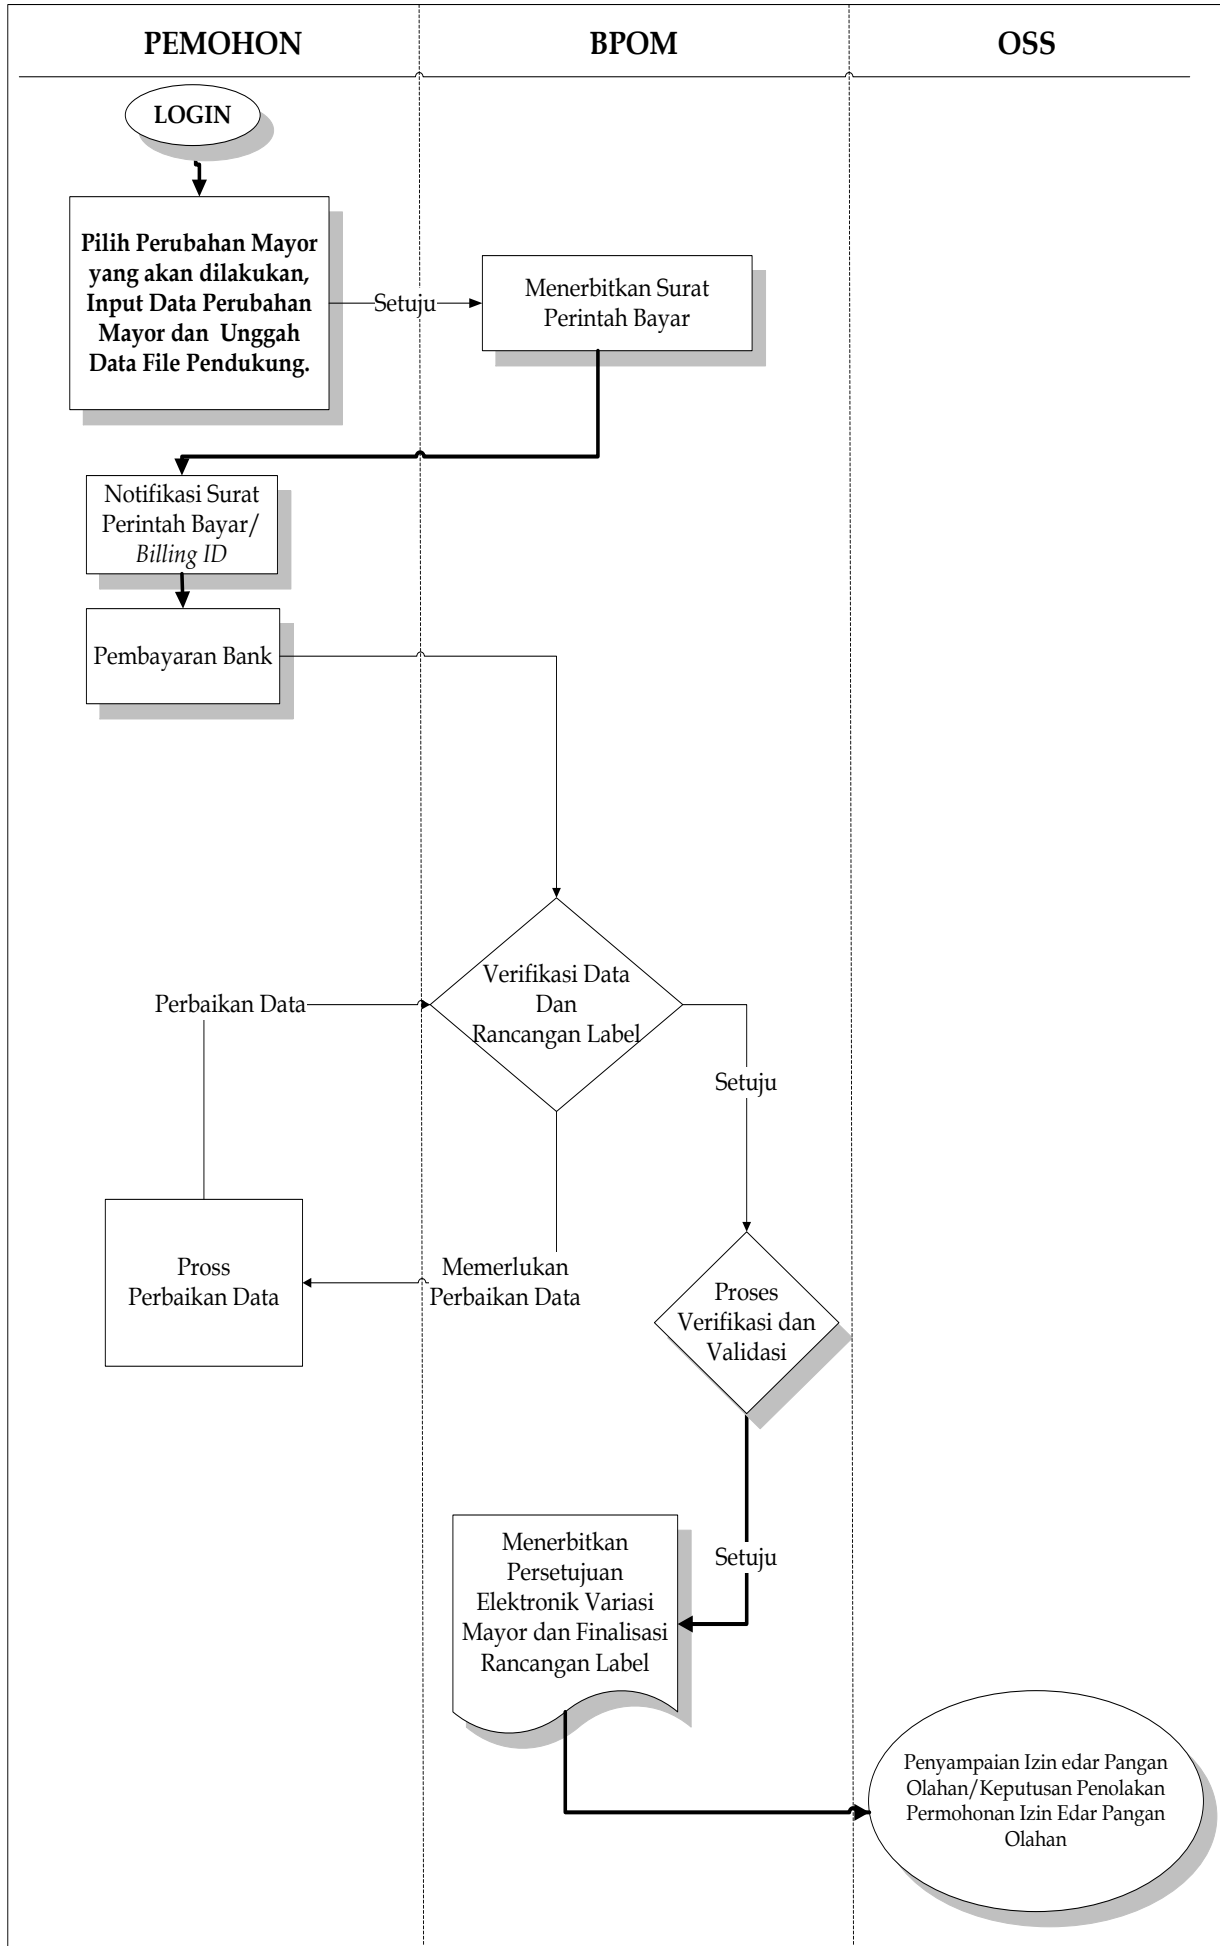 PEMOHON
BPOM
OSS
LOGIN
Pilih Perubahan Mayor
yang akan dilakukan,
Input Data Perubahan
Mayor dan Unggah
Data File Pendukung.
Setuju
Menerbitkan Surat
Perintah Bayar
Notifikasi Surat
Perintah Bayar/
Billing ID
Pembayaran Bank
Verifikasi Data
Dan
Rancangan Label
Perbaikan Data
Setuju
Pross
Perbaikan Data
Memerlukan
Perbaikan Data
Proses
Verifikasi dan
Validasi
Setuju
Menerbitkan
Persetujuan
Elektronik Variasi
Mayor dan Finalisasi
Rancangan Label
Penyampaian Izin edar Pangan
Olahan/Keputusan Penolakan
Permohonan Izin Edar Pangan
Olahan